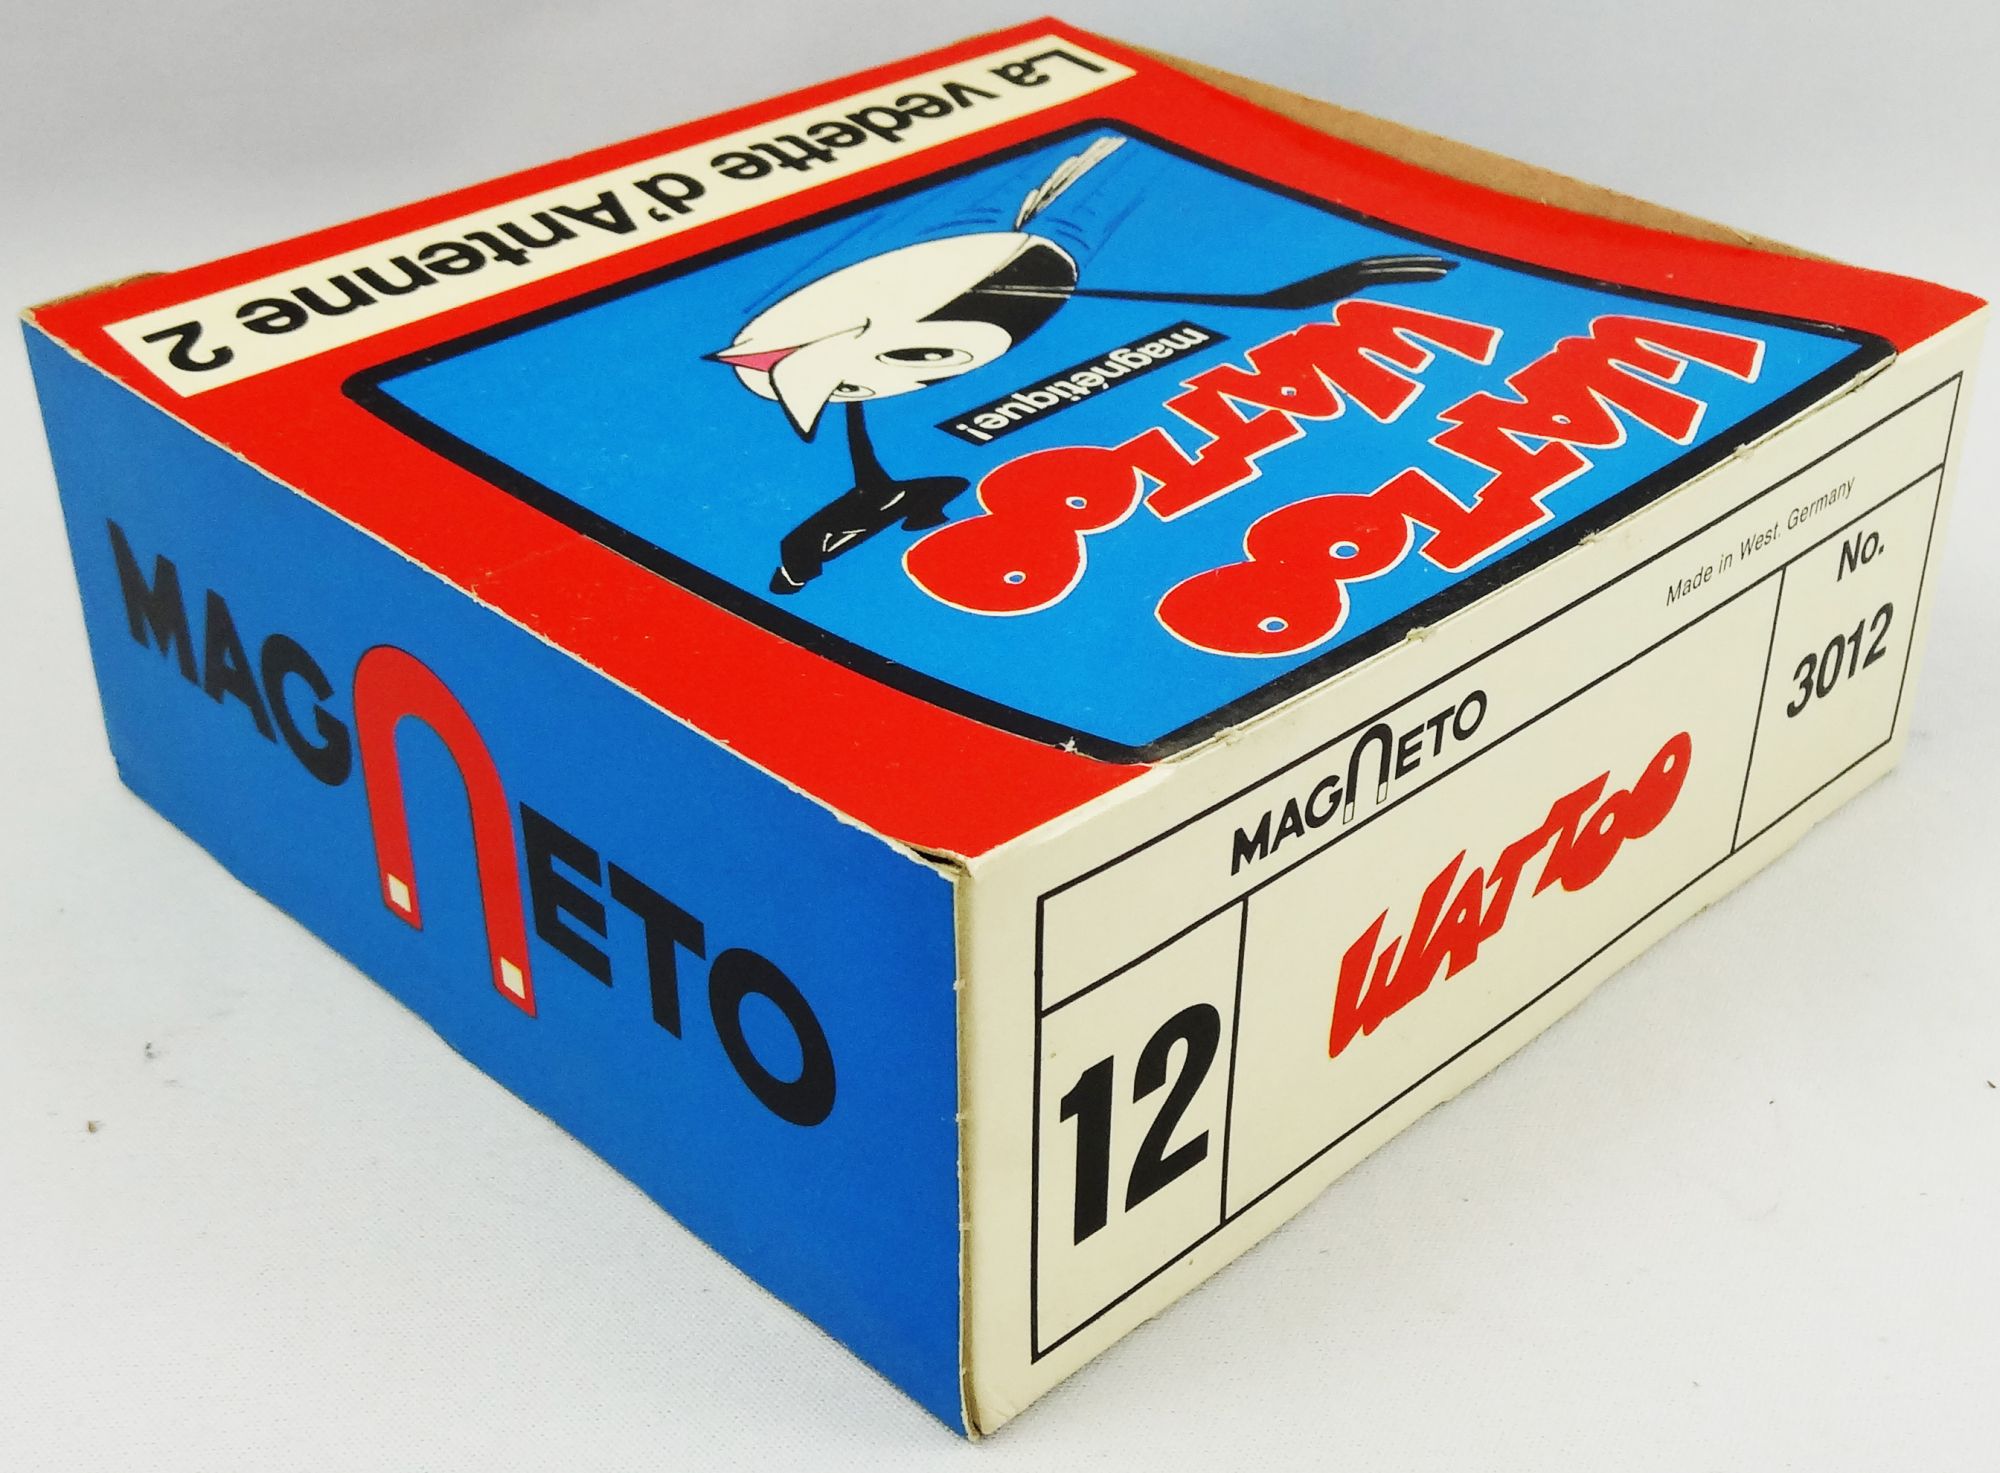 La vedette d'Antenne 2
WATTOO
WATTOO
magnétique!
MAGNETO
Made in West. Germany
MAGNETO
12
WATTOO
No.
3012